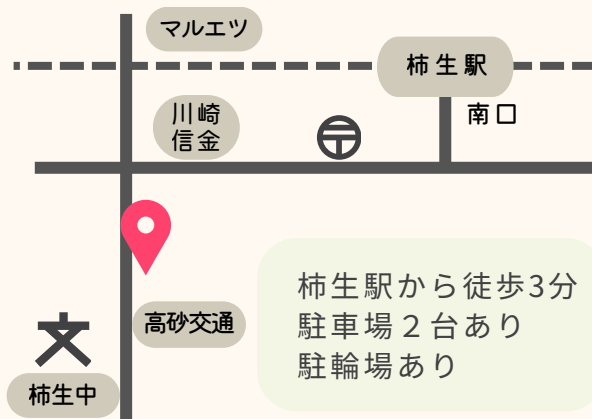 マルエツ
柿生駅
南口
川崎
信金
高砂交通
柿生中
柿生駅から徒歩3分
駐車場２台あり
駐輪場あり